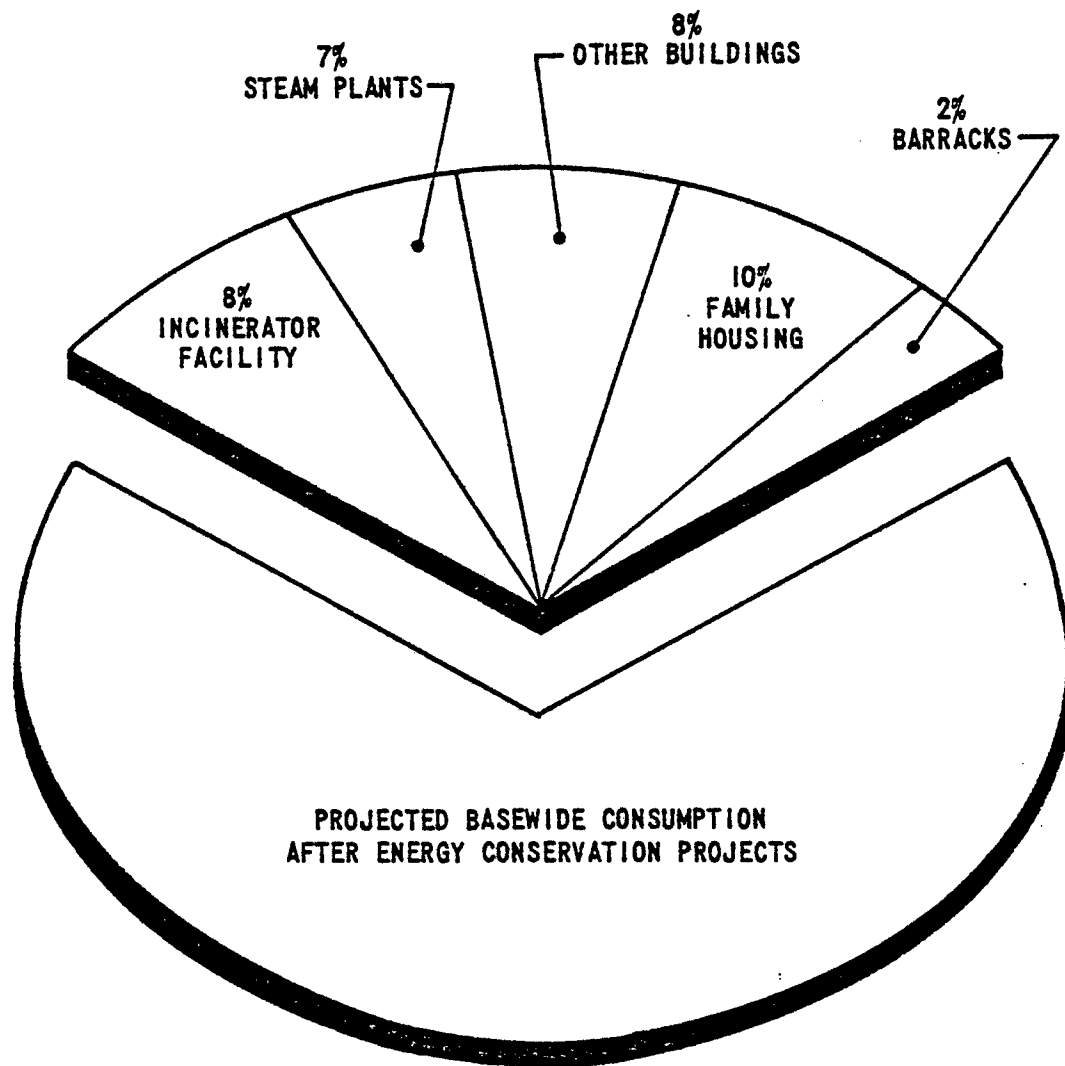 8%
OTHER BUILDINGS
7%
STEAM PLANTS
2%
BARRACKS
8%
INCINERATOR
FACILITY
10%
FAMILY
HOUSING
PROJECTED BASEWIDE CONSUMPTION
AFTER ENERGY CONSERVATION PROJECTS